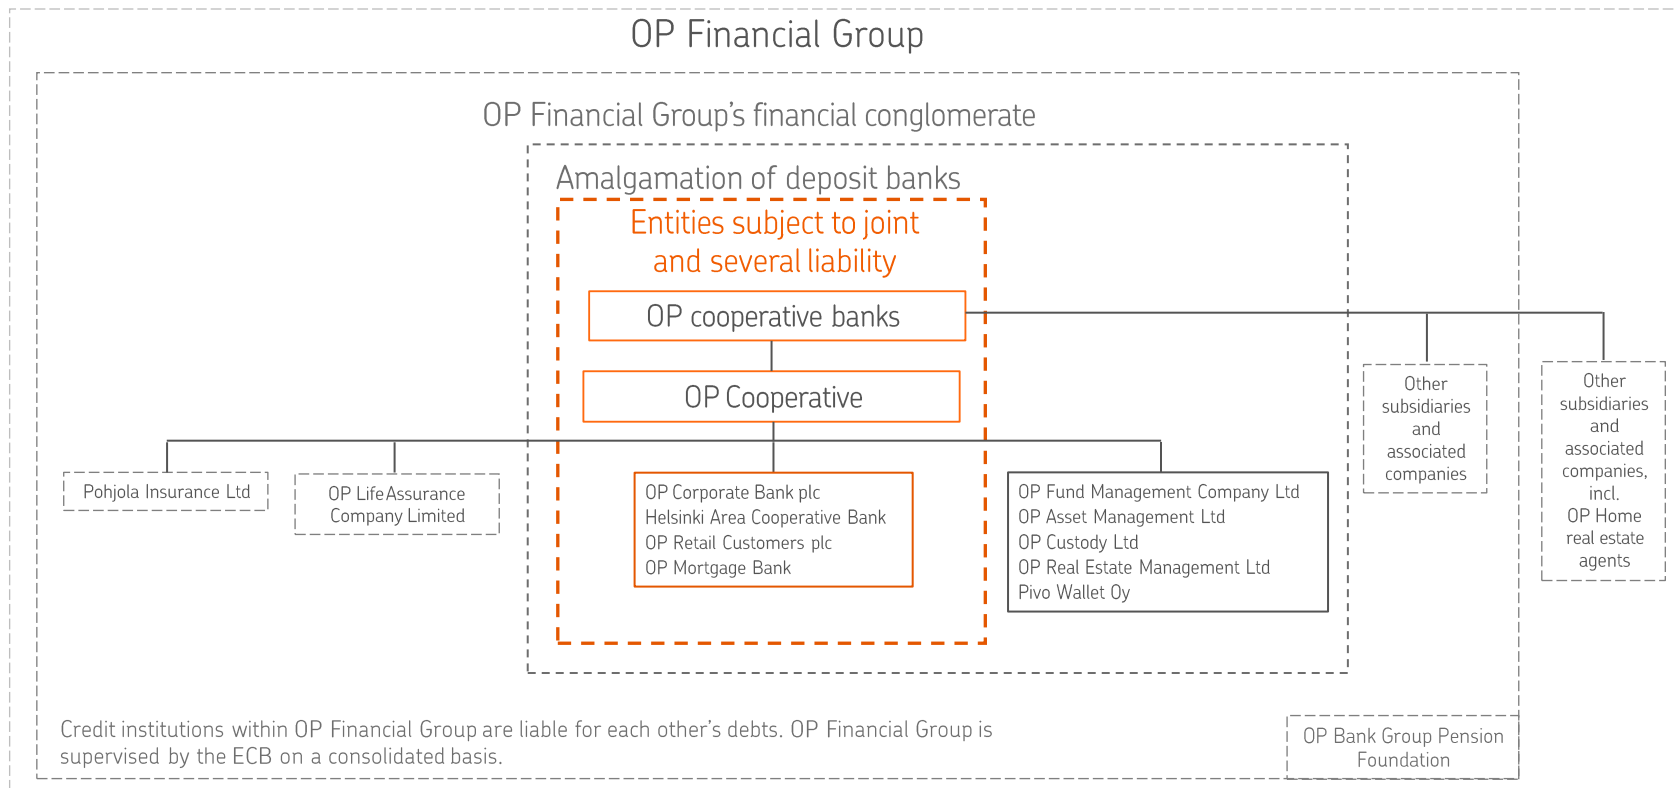 OP Financial Group
OP Financial Group's financial conglomerate
Amalgamation of deposit banks
Entities subject to joint
and several liability
OP cooperative banks
OP Cooperative
Pohjola Insurance Ltd
OP Life Assurance
Company Limited
OP Corporate Bank plc
Helsinki Area Cooperative Bank
OP Retail Customers plc
OP Mortgage Bank
OP Fund Management Company Ltd
OP Asset Management Ltd
OP Custody Ltd
OP Real Estate Management Ltd
Pivo Wallet Oy
Other
subsidiaries
and
associated
companies
Other
subsidiaries
and
associated
companies,
incl.
OP Home
real estate
agents
Credit institutions within OP Financial Group are liable for each other's debts. OP Financial Group is
supervised by the ECB on a consolidated basis.
OP Bank Group Pension
Foundation